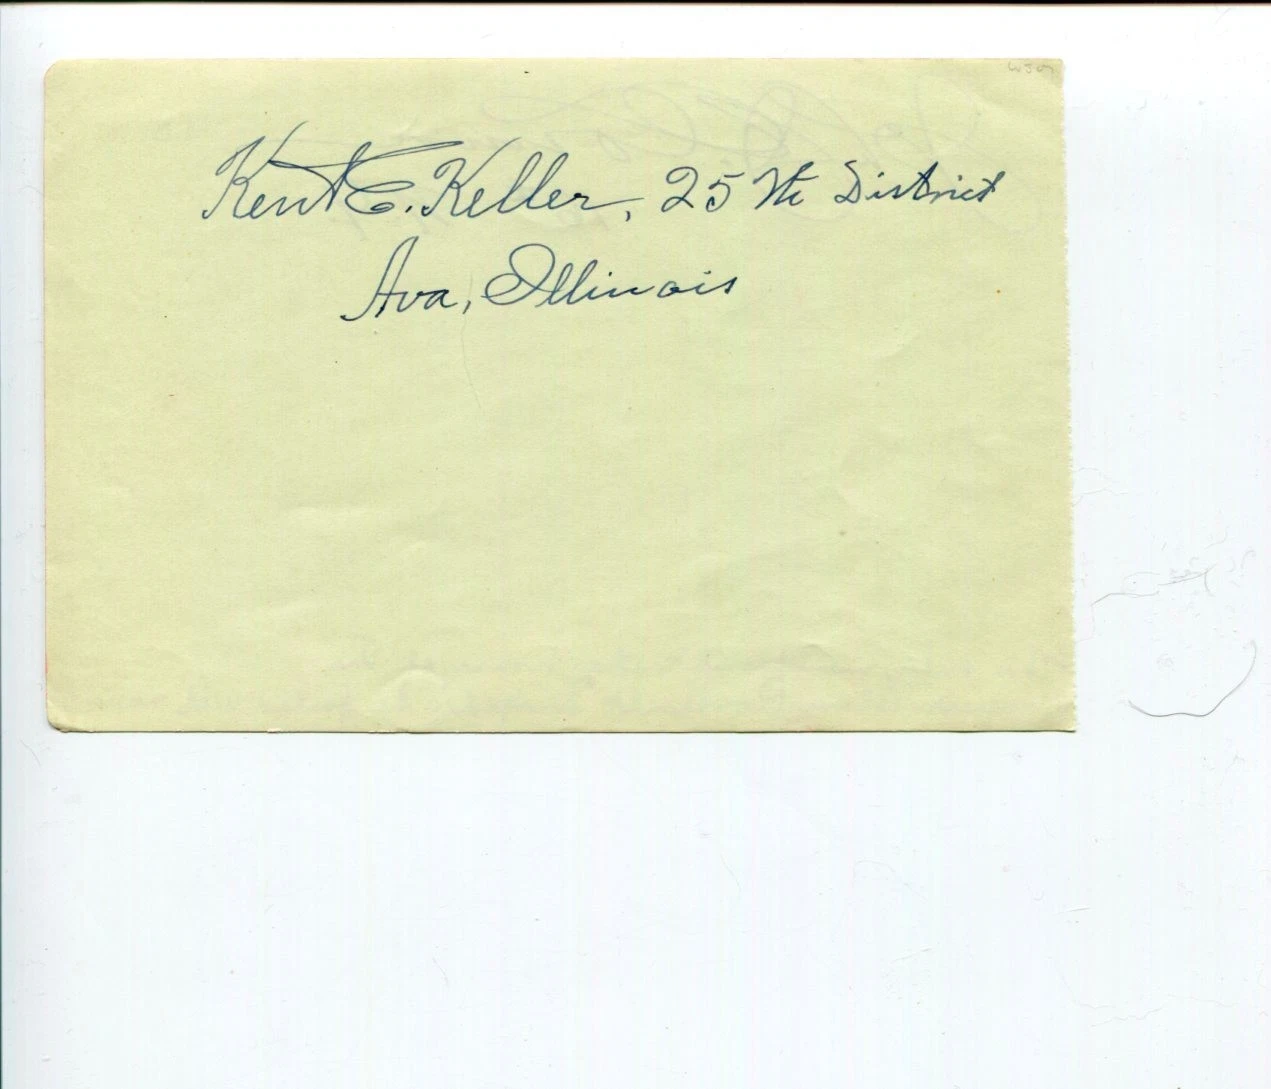 Kent E. Keller, 25th District
Ava, Illinois